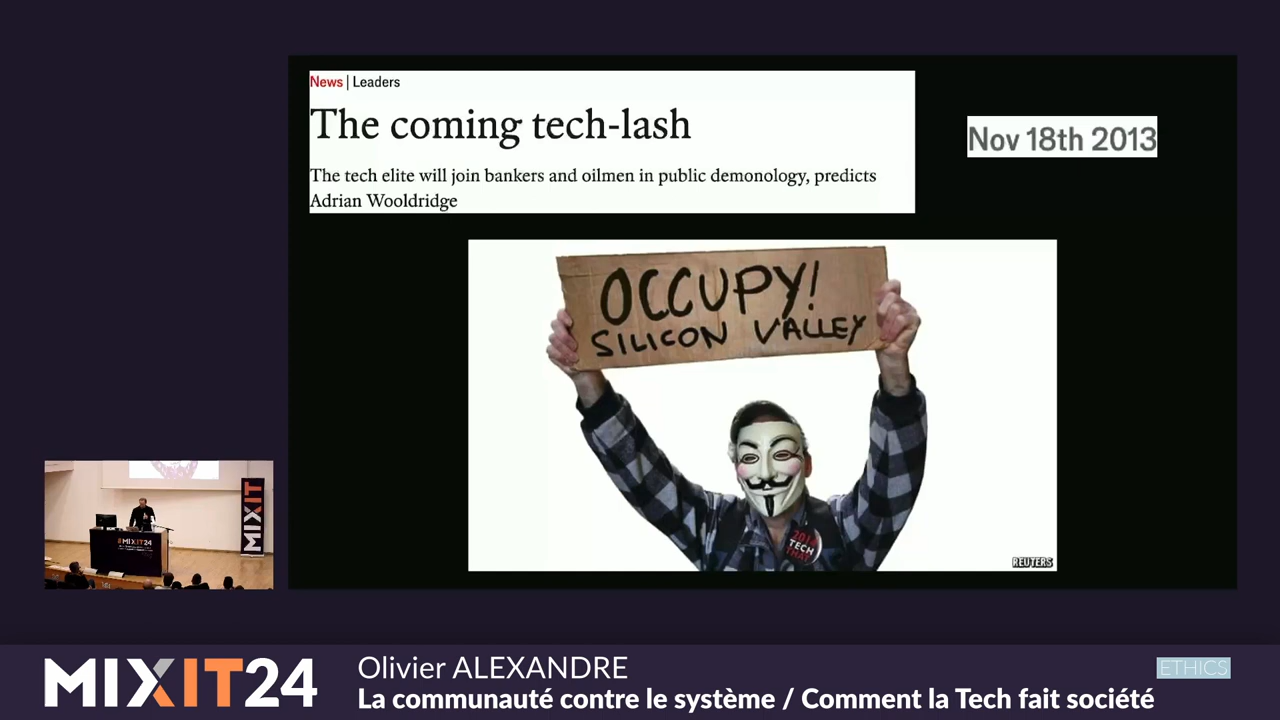 News | Leaders
The coming tech-lash
The tech elite will join bankers and oilmen in public demonology, predicts
Adrian Wooldridge
Nov 18th 2013
OCCUPY!
SILICON VALLEY
TECH
REUTERS
MIXIT
#MIXIT24
MIXIT24
Olivier ALEXANDRE
La communauté contre le système / Comment la Tech fait société
ETHICS